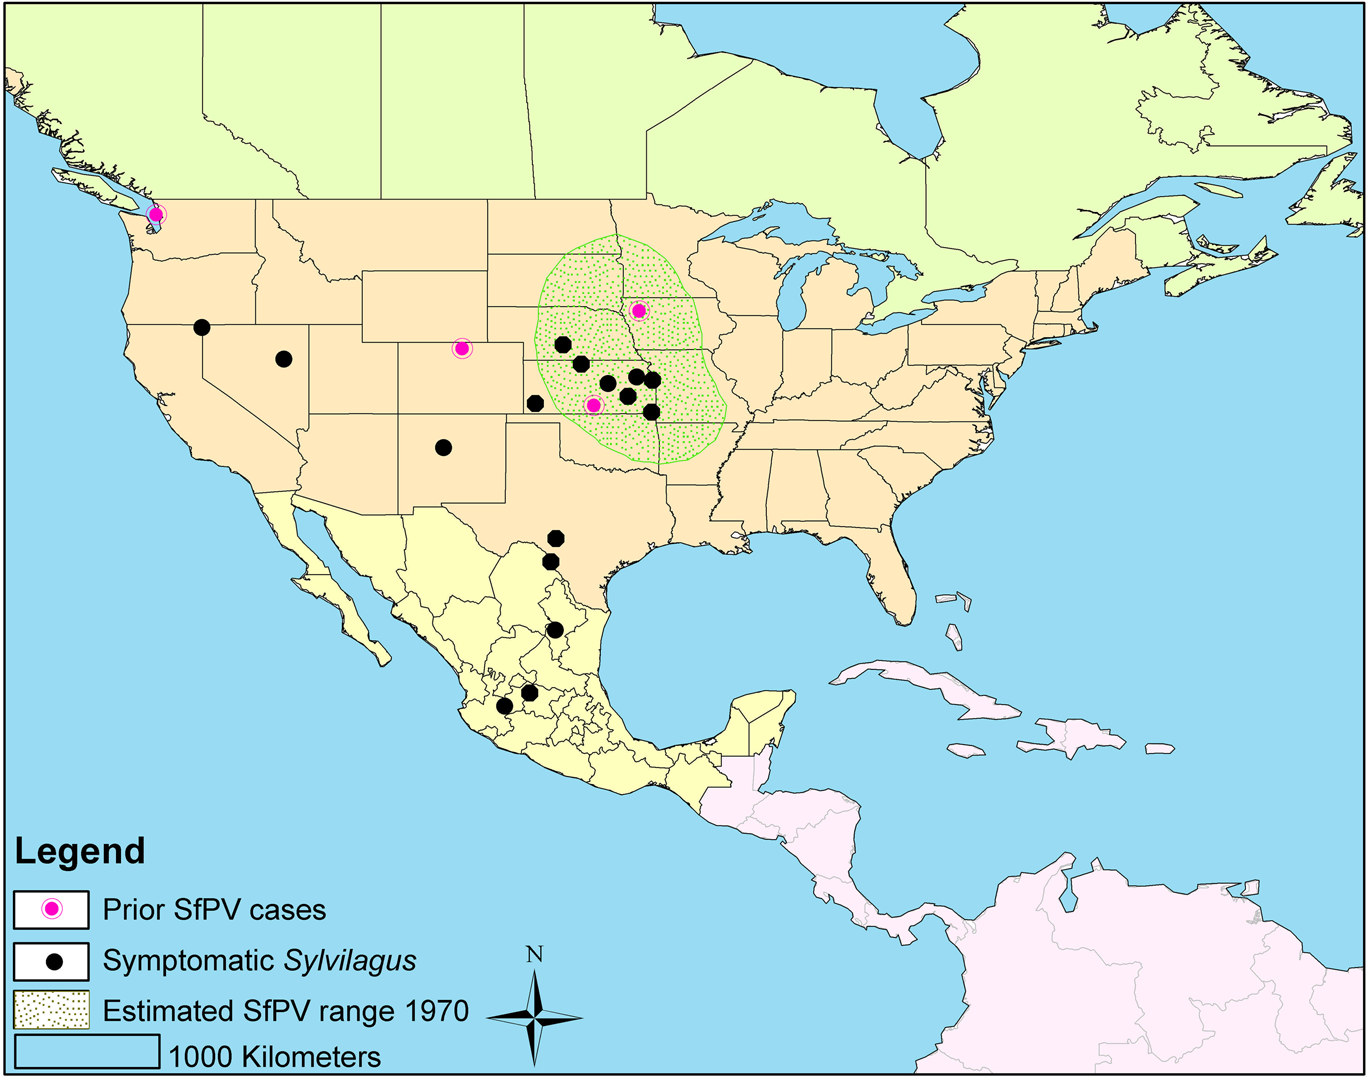 Legend
Prior SfPV cases
Symptomatic Sylvilagus
Estimated SfPV range 1970
1000 Kilometers
N